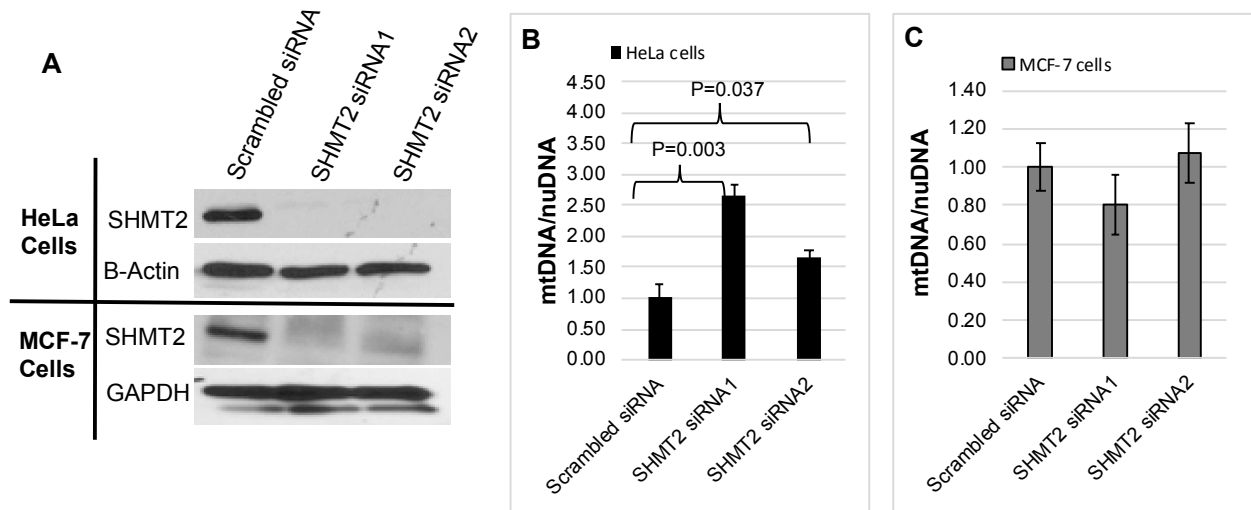 A
Scrambled siRNA
SHMT2 siRNA1
SHMT2 siRNA2
HeLa
Cells
SHMT2
B-Actin
MCF-7
Cells
SHMT2
GAPDH
B
HeLa cells
mtDNA/nuDNA
4.50
4.00
3.50
3.00
2.50
2.00
1.50
1.00
0.50
0.00
P=0.037
P=0.003
Scrambled siRNA
SHMT2 siRNA1
SHMT2 siRNA2
C
MCF-7 cells
mtDNA/nuDNA
1.40
1.20
1.00
0.80
0.60
0.40
0.20
0.00
Scrambled siRNA
SHMT2 siRNA1
SHMT2 siRNA2